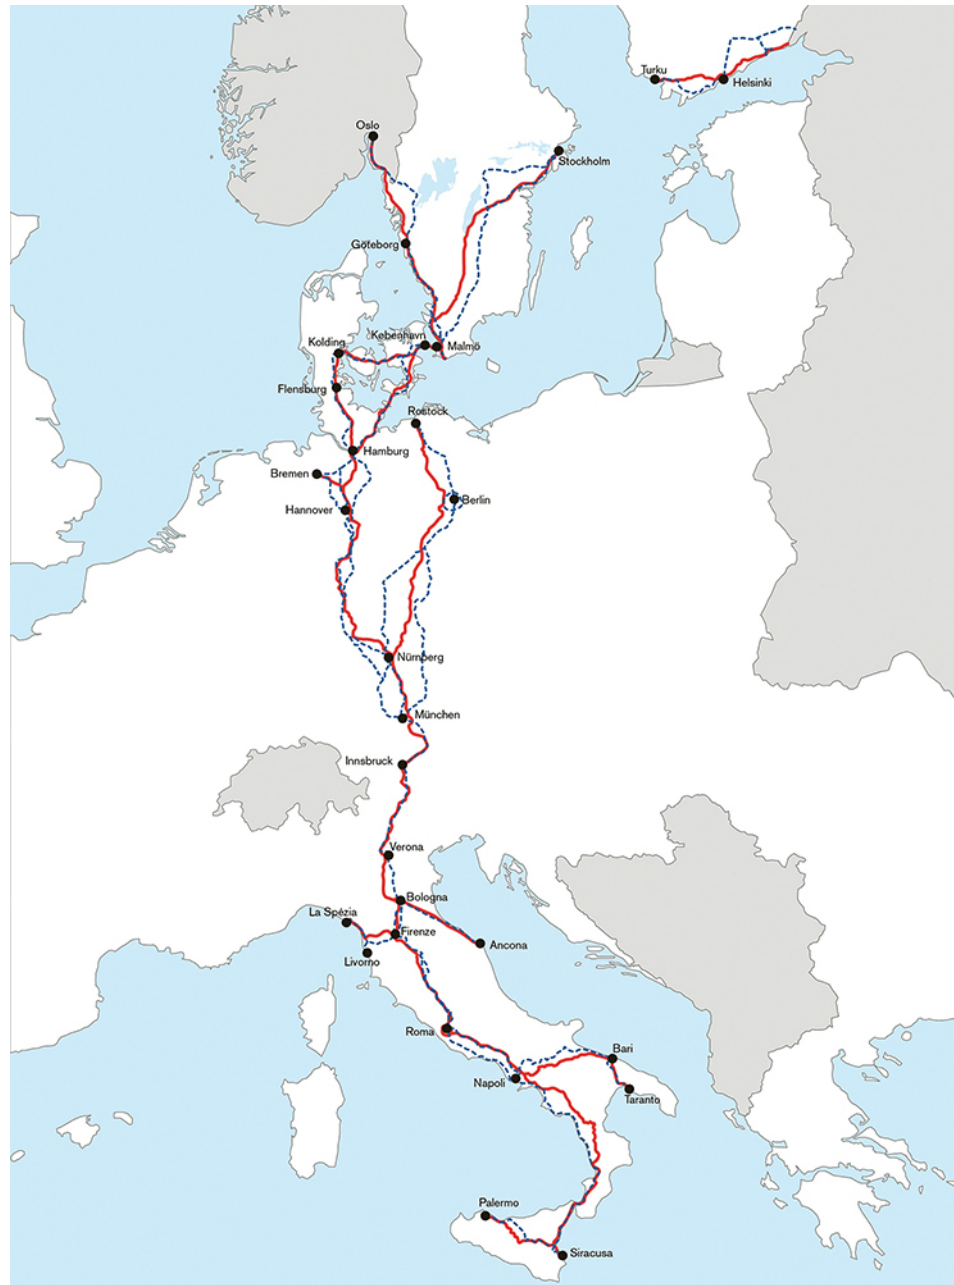 Turku
Helsinki
Oslo
Stockholm
Göteborg
København
Kolding
Malmö
Flensburg
Rostock
Hamburg
Bremen
Berlin
Hannover
Nürnberg
München
Innsbruck
Verona
Bologna
La Spézia
Firenze
Ancona
Livorno
Roma
Bari
Napoli
Taranto
Palermo
Siracusa